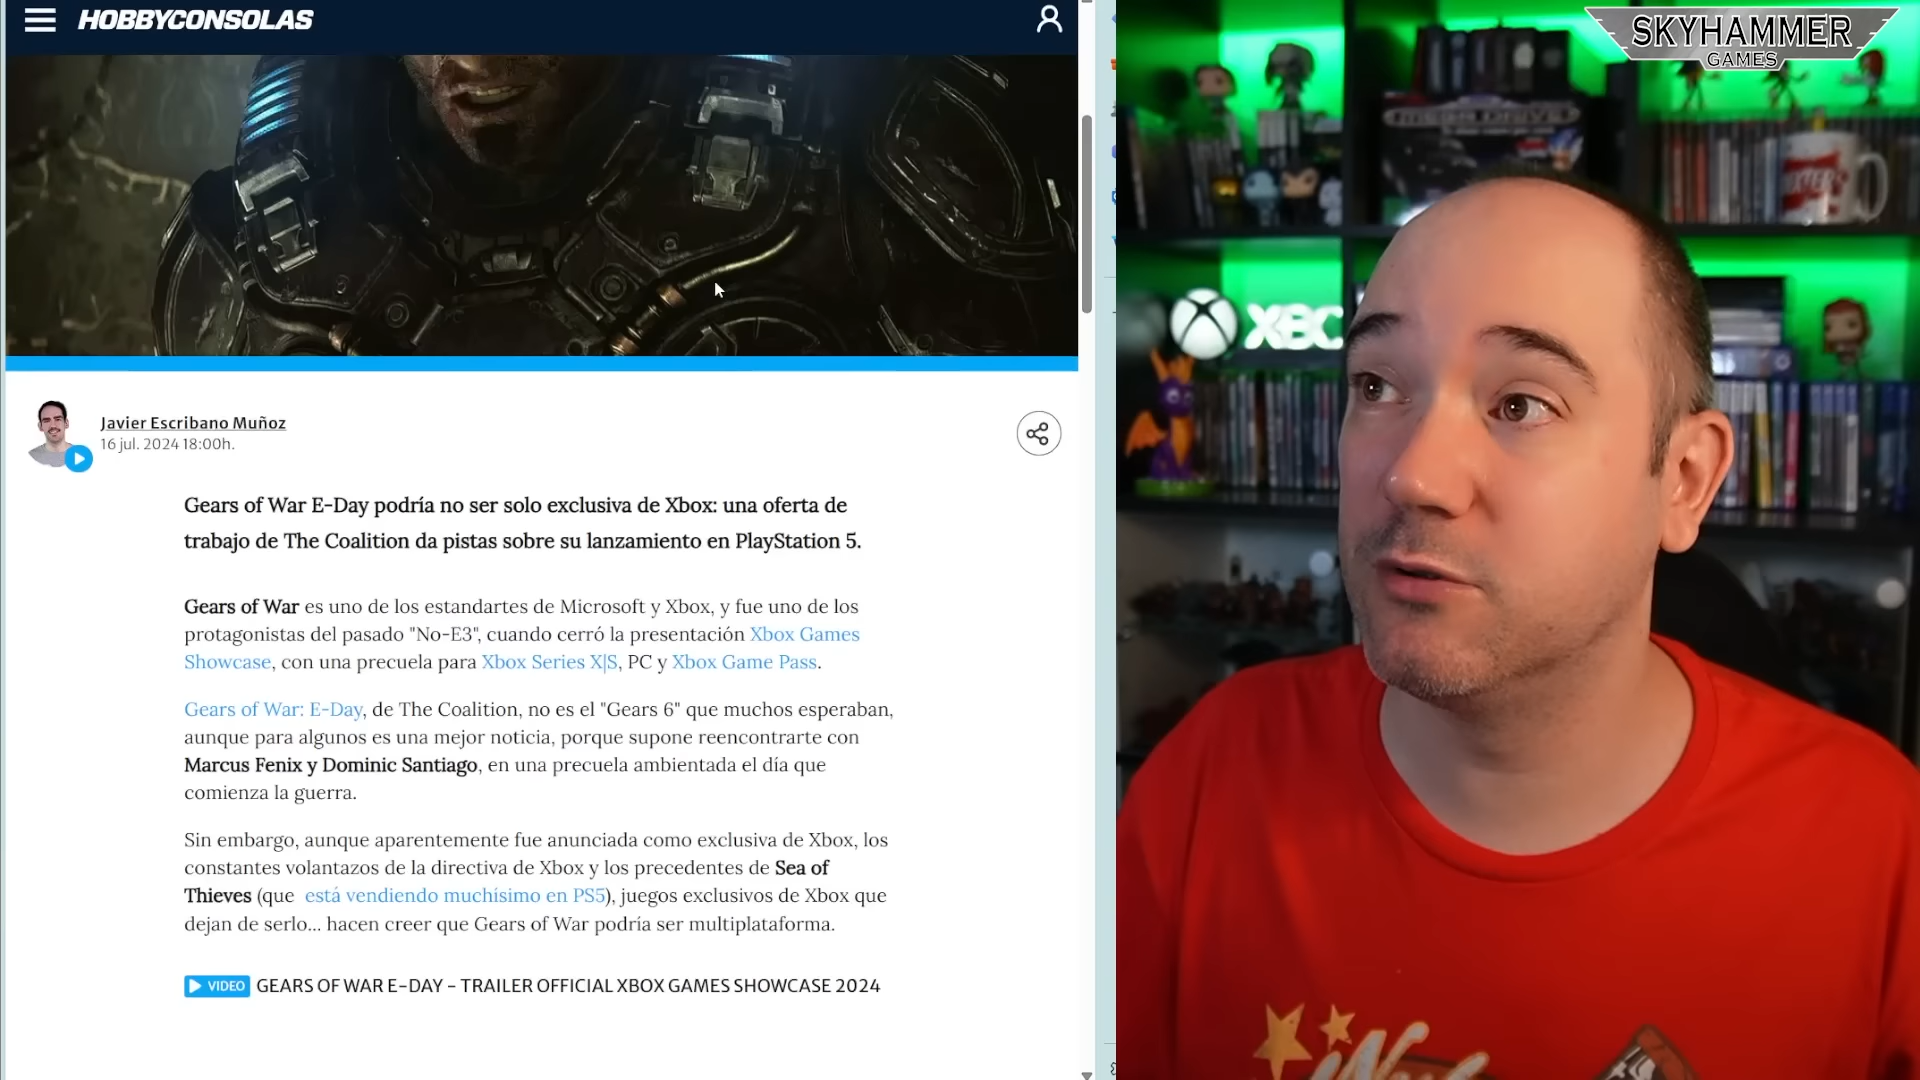 HOBBYCONSOLAS
Javier Escribano Muñoz
16 jul. 2024 18:00h.
Gears of War E-Day podría no ser solo exclusiva de Xbox: una oferta de
trabajo de The Coalition da pistas sobre su lanzamiento en PlayStation 5.
Gears of War es uno de los estandartes de Microsoft y Xbox, y fue uno de los
protagonistas del pasado "No-E3", cuando cerró la presentación Xbox Games
Showcase, con una precuela para Xbox Series X|S, PC y Xbox Game Pass.
Gears of War: E-Day, de The Coalition, no es el "Gears 6" que muchos esperaban,
aunque para algunos es una mejor noticia, porque supone reencontrarte con
Marcus Fenix y Dominic Santiago, en una precuela ambientada el día que
comienza la guerra.
Sin embargo, aunque aparentemente fue anunciada como exclusiva de Xbox, los
constantes volantazos de la directiva de Xbox y los precedentes de Sea of
Thieves (que está vendiendo muchísimo en PS5), juegos exclusivos de Xbox que
dejan de serlo... hacen creer que Gears of War podría ser multiplataforma.
VIDEO GEARS OF WAR E-DAY - TRAILER OFFICIAL XBOX GAMES SHOWCASE 2024
SKYHAMMER
GAMES
MEGA DRIVE
XBO